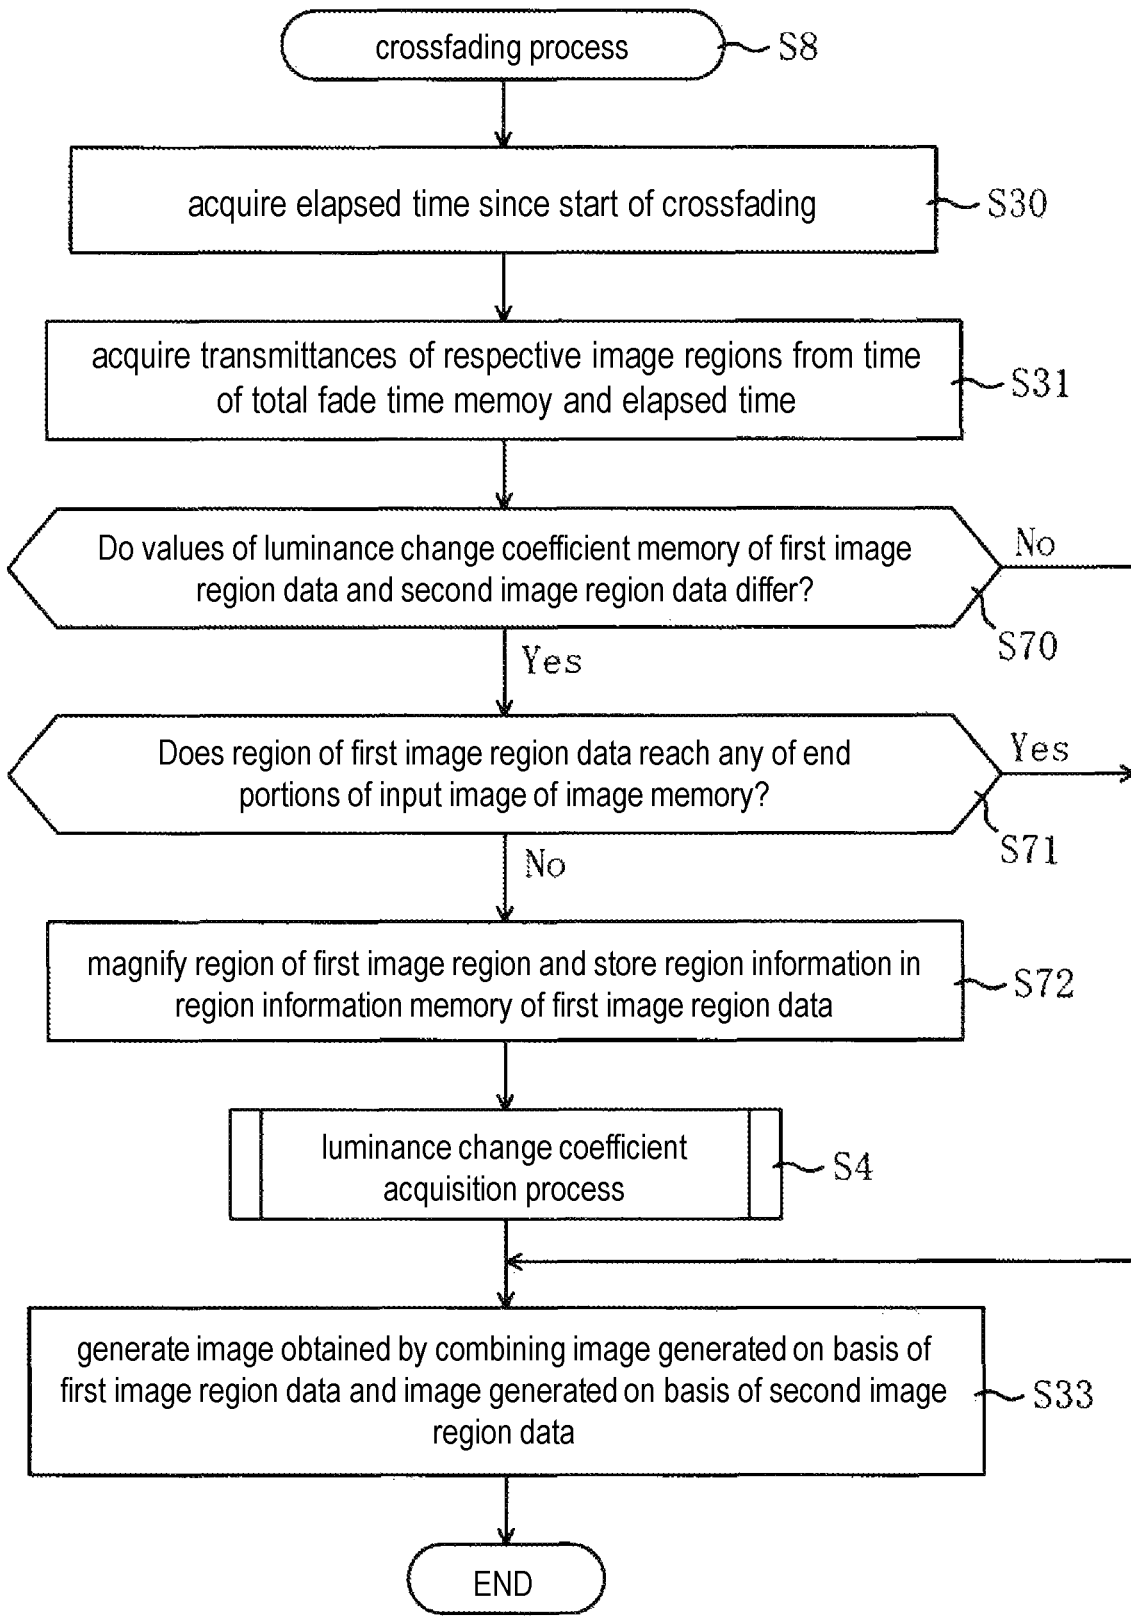 crossfading process
S8
acquire elapsed time since start of crossfading
S30
acquire transmittances of respective image regions from time
of total fade time memoy and elapsed time
S31
Do values of luminance change coefficient memory of first image
region data and second image region data differ?
No
S70
Yes
Does region of first image region data reach any of end
portions of input image of image memory?
Yes
S71
No
magnify region of first image region and store region information in
region information memory of first image region data
S72
luminance change coefficient
acquisition process
S4
generate image obtained by combining image generated on basis of
first image region data and image generated on basis of second image
region data
S33
END